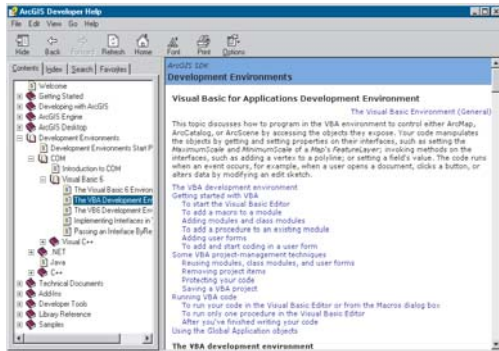 ArcGIS Developer Help
File Edit View Go Help
Hide Back Forward Refresh Home Font Print Options
Contents Index Search Favorites
Welcome
Getting Started
Developing with ArcGIS
ArcGIS Engine
ArcGIS Desktop
Development Environments
Development Environments Start P
COM
Introduction to COM
Visual Basic 6
The Visual Basic 6 Environ
The VBA Development En
The VB6 Development En
Implementing Interfaces in
Passing an Interface ByRe
Visual C++
.NET
Java
C++
Technical Documents
AddIns
Developer Tools
Library Reference
Samples
ArcGIS SDK
Development Environments
Visual Basic for Applications Development Environment
The Visual Basic Environment (General)
This topic discusses how to program in the VBA environment to control either ArcMap,
ArcCatalog, or ArcScene by accessing the objects they expose. Your code manipulates
the objects by getting and setting properties on their interfaces, such as setting the
MaximumScale and MinimumScale of a Map's FeatureLayer; invoking methods on the
interfaces, such as adding a vertex to a polyline; or setting a field's value. The code runs
when an event occurs, for example, when a user opens a document, clicks a button, or
alters data by modifying an edit sketch.
The VBA development environment
Getting started with VBA
To start the Visual Basic Editor
To add a macro to a module
Adding modules and class modules
To add a procedure to an existing module
Adding user forms
To add and start coding in a user form
Some VBA project-management techniques
Reusing modules, class modules, and user forms
Removing project items
Protecting your code
Saving a VBA project
Running VBA code
To run your code in the Visual Basic Editor or from the Macros dialog box
To run only one procedure in the Visual Basic Editor
After you've finished writing your code
Using the Global Application objects
The VBA development environment